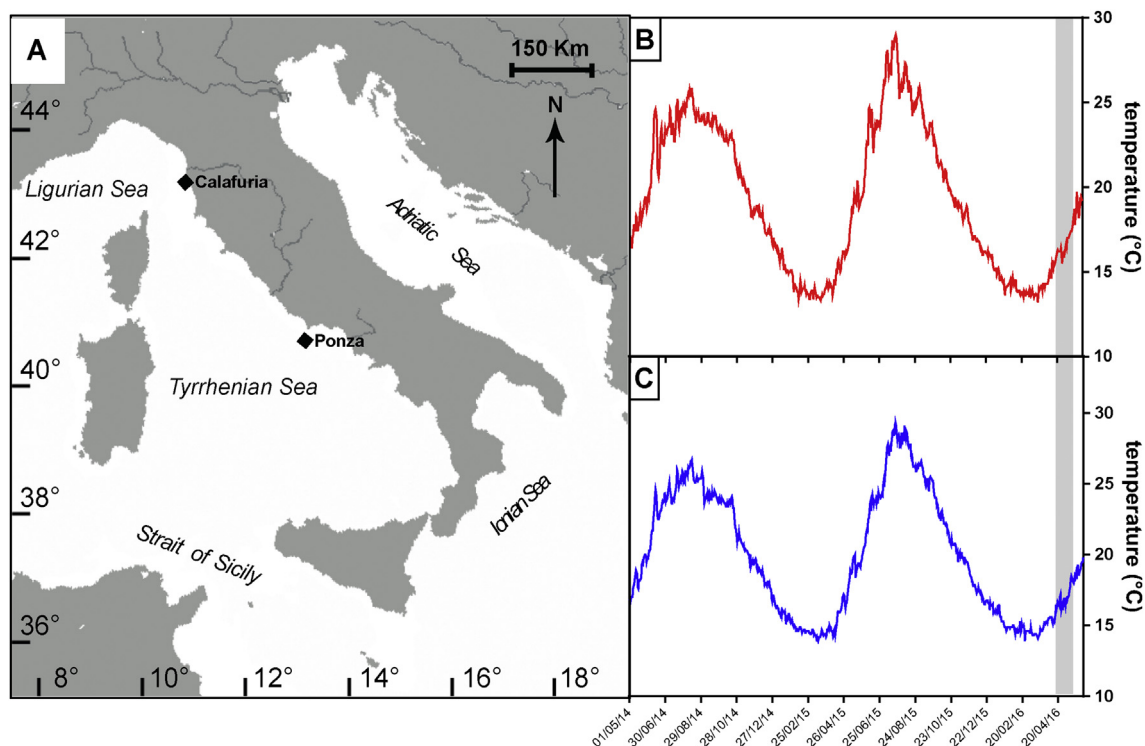 A
150 Km
N
44°
Ligurian Sea
Calafuria
Adriatic Sea
42°
Ponza
40°
Tyrrhenian Sea
38°
Ionian Sea
Strait of Sicily
36°
8° 10° 12° 14° 16° 18°
B
30
25
20
15
10
temperature (°C)
C
30
25
20
15
10
temperature (°C)
01/05/14
30/06/14
29/08/14
28/10/14
27/12/14
25/02/15
26/04/15
25/06/15
24/08/15
23/10/15
22/12/15
20/02/16
20/04/16